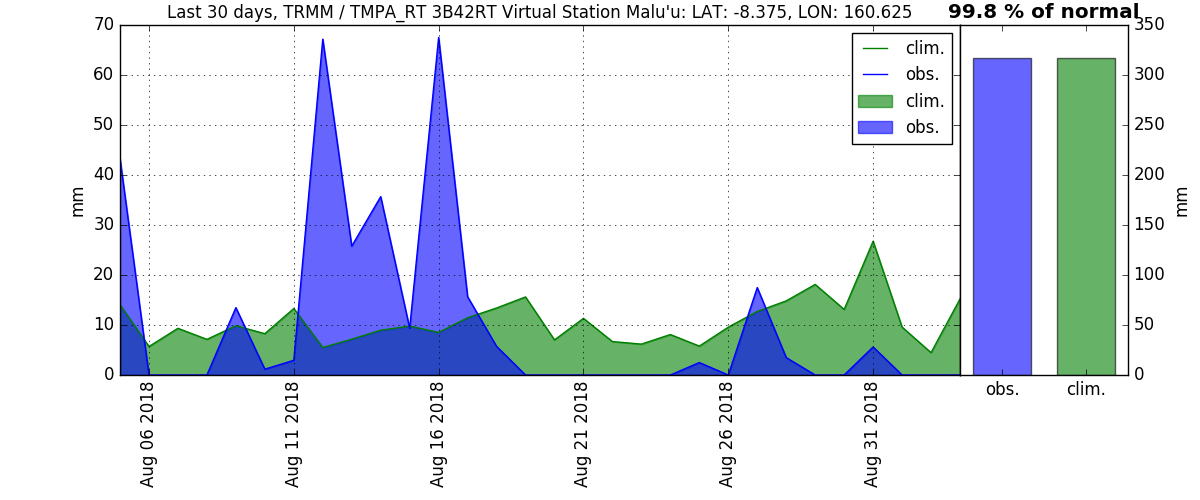 Last 30 days, TRMM / TMPA_RT 3B42RT Virtual Station Malu'u: LAT: -8.375, LON: 160.625
99.8 % of normal
70
60
50
40
30
20
10
0
mm
clim.
obs.
clim.
obs.
Aug 06 2018
Aug 11 2018
Aug 16 2018
Aug 21 2018
Aug 26 2018
Aug 31 2018
350
300
250
200
150
100
50
0
mm
obs.
clim.